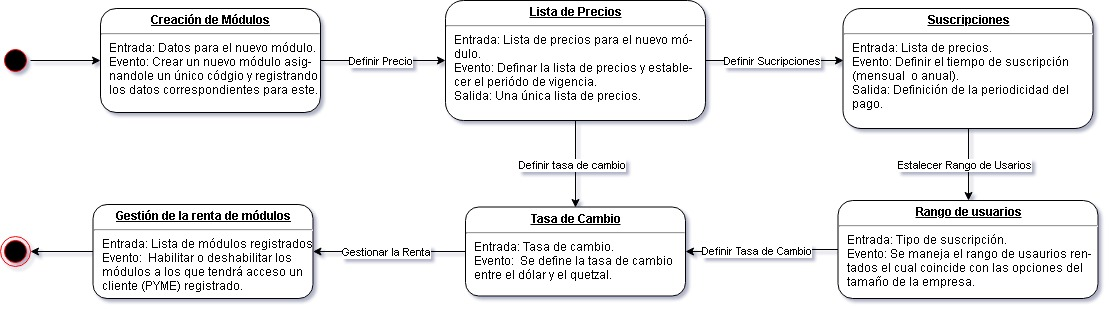 Creación de Módulos
Entrada: Datos para el nuevo módulo.
Evento: Crear un nuevo módulo asig-
nandole un único códgio y registrando
los datos correspondientes para este.
Definir Precio
Lista de Precios
Entrada: Lista de precios para el nuevo mó-
dulo.
Evento: Definar la lista de precios y estable-
cer el periódo de vigencia.
Salida: Una única lista de precios.
Definir Sucripciones
Suscripciones
Entrada: Lista de precios.
Evento: Definir el tiempo de suscripción
(mensual o anual).
Salida: Definición de la periodicidad del
pago.
Definir tasa de cambio
Estalecer Rango de Usarios
Gestión de la renta de módulos
Entrada: Lista de módulos registrados
Evento: Habilitar o deshabilitar los
módulos a los que tendrá acceso un
cliente (PYME) registrado.
Gestionar la Renta
Tasa de Cambio
Entrada: Tasa de cambio.
Evento: Se define la tasa de cambio
entre el dólar y el quetzal.
Definir Tasa de Cambio
Rango de usuarios
Entrada: Tipo de suscripción.
Evento: Se maneja el rango de usaurios ren-
tados el cual coincide con las opciones del
tamaño de la empresa.